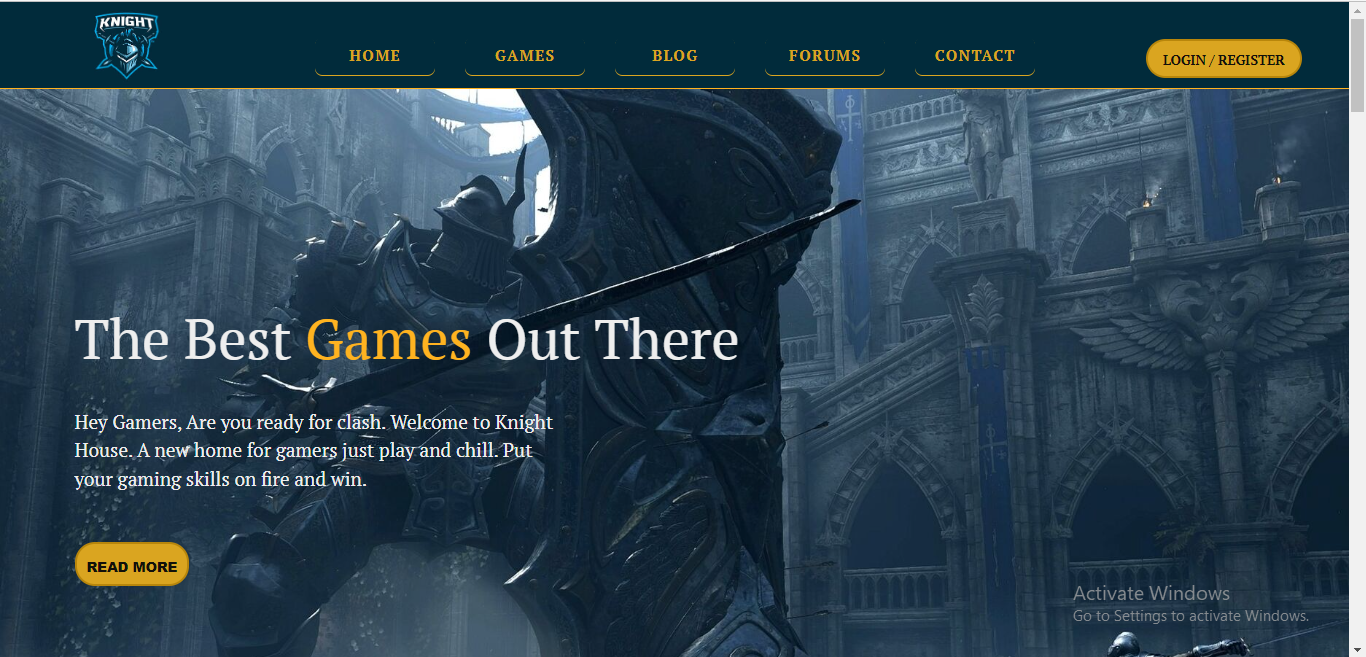 KNIGHT
HOME GAMES BLOG FORUMS CONTACT LOGIN / REGISTER
The Best Games Out There
Hey Gamers, Are you ready for clash. Welcome to Knight
House. A new home for gamers just play and chill. Put
your gaming skills on fire and win.
READ MORE
Activate Windows
Go to Settings to activate Windows.